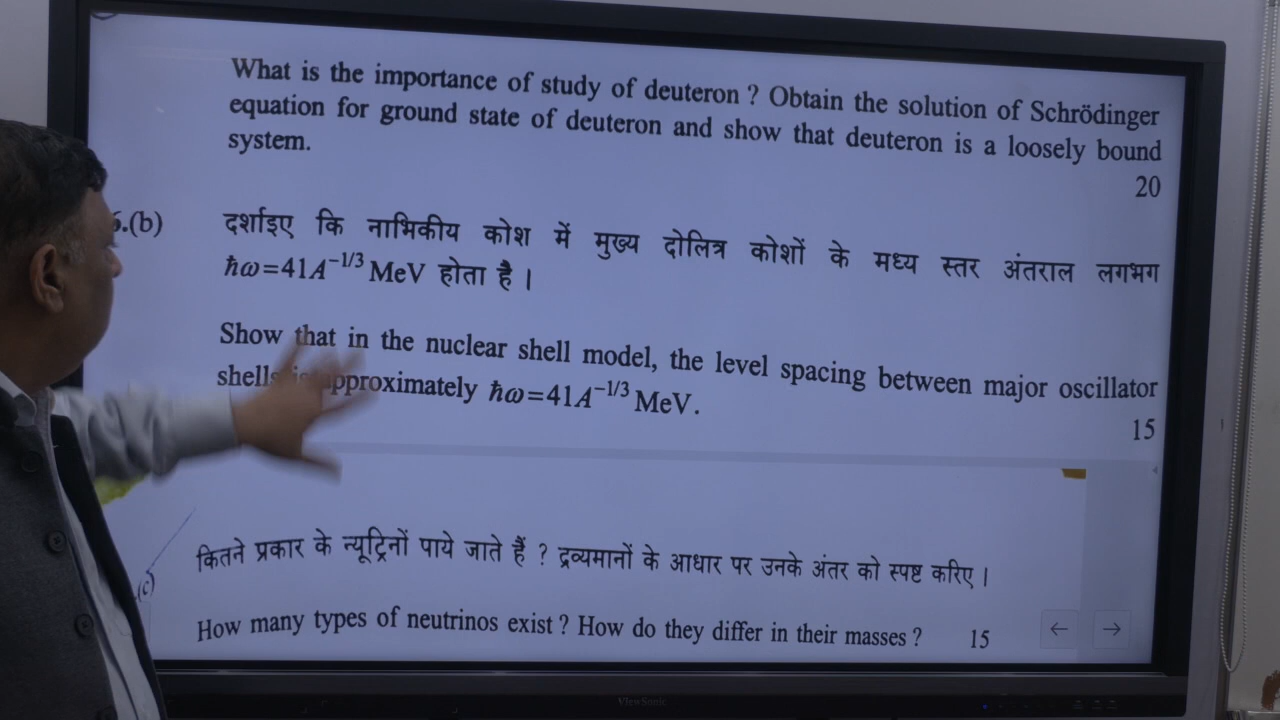 What is the importance of study of deuteron ? Obtain the solution of Schrödinger
equation for ground state of deuteron and show that deuteron is a loosely bound
system.
20
.(b) दर्शाइए कि नाभिकीय कोश में मुख्य दोलित्र कोशों के मध्य स्तर अंतराल लगभग
ℏω=41A⁻¹/³ MeV होता है ।
Show that in the nuclear shell model, the level spacing between major oscillator
shells is approximately ℏω=41A⁻¹/³ MeV.
15
कितने प्रकार के न्यूट्रिनों पाये जाते हैं ? द्रव्यमानों के आधार पर उनके अंतर को स्पष्ट करिए ।
(c)
How many types of neutrinos exist ? How do they differ in their masses ? 15
ViewSonic